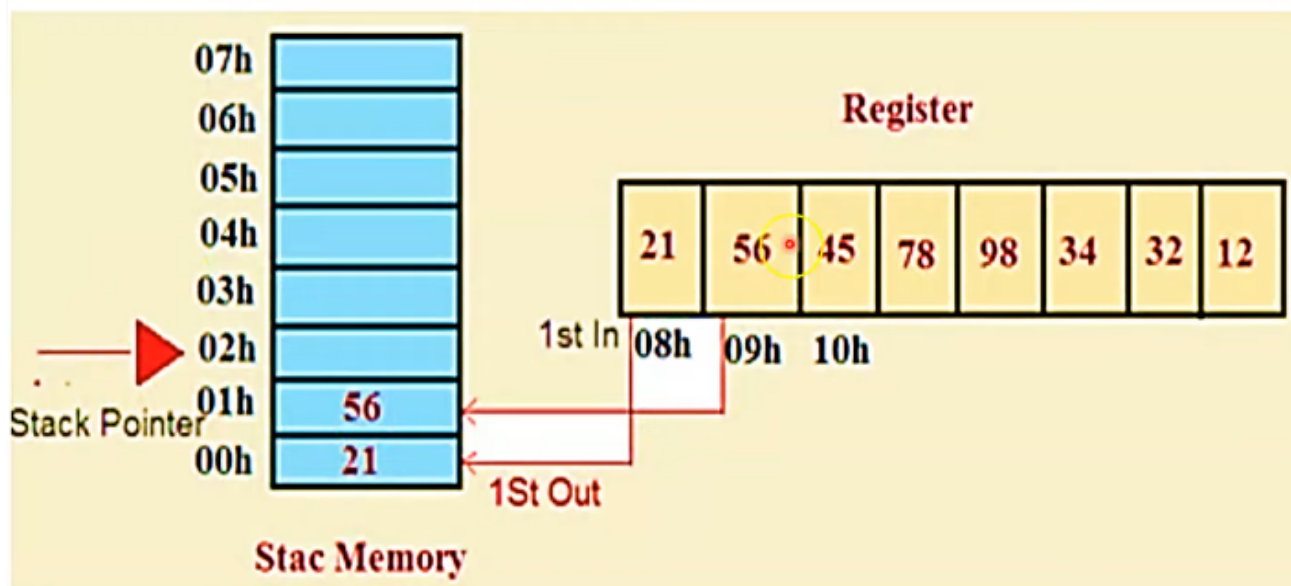 07h
06h
Register
05h
04h
21 56 45 78 98 34 32 12
03h
1st In 08h 09h 10h
02h
01h 56
Stack Pointer
00h 21
1St Out
Stac Memory